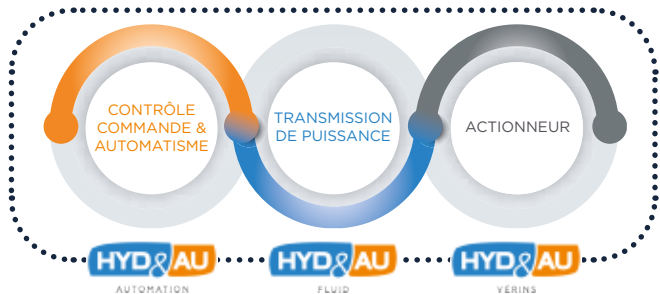 CONTRÔLE
COMMANDE &
AUTOMATISME
TRANSMISSION
DE PUISSANCE
ACTIONNEUR
HYD&AU
AUTOMATION
HYD&AU
FLUID
HYD&AU
VÉRINS